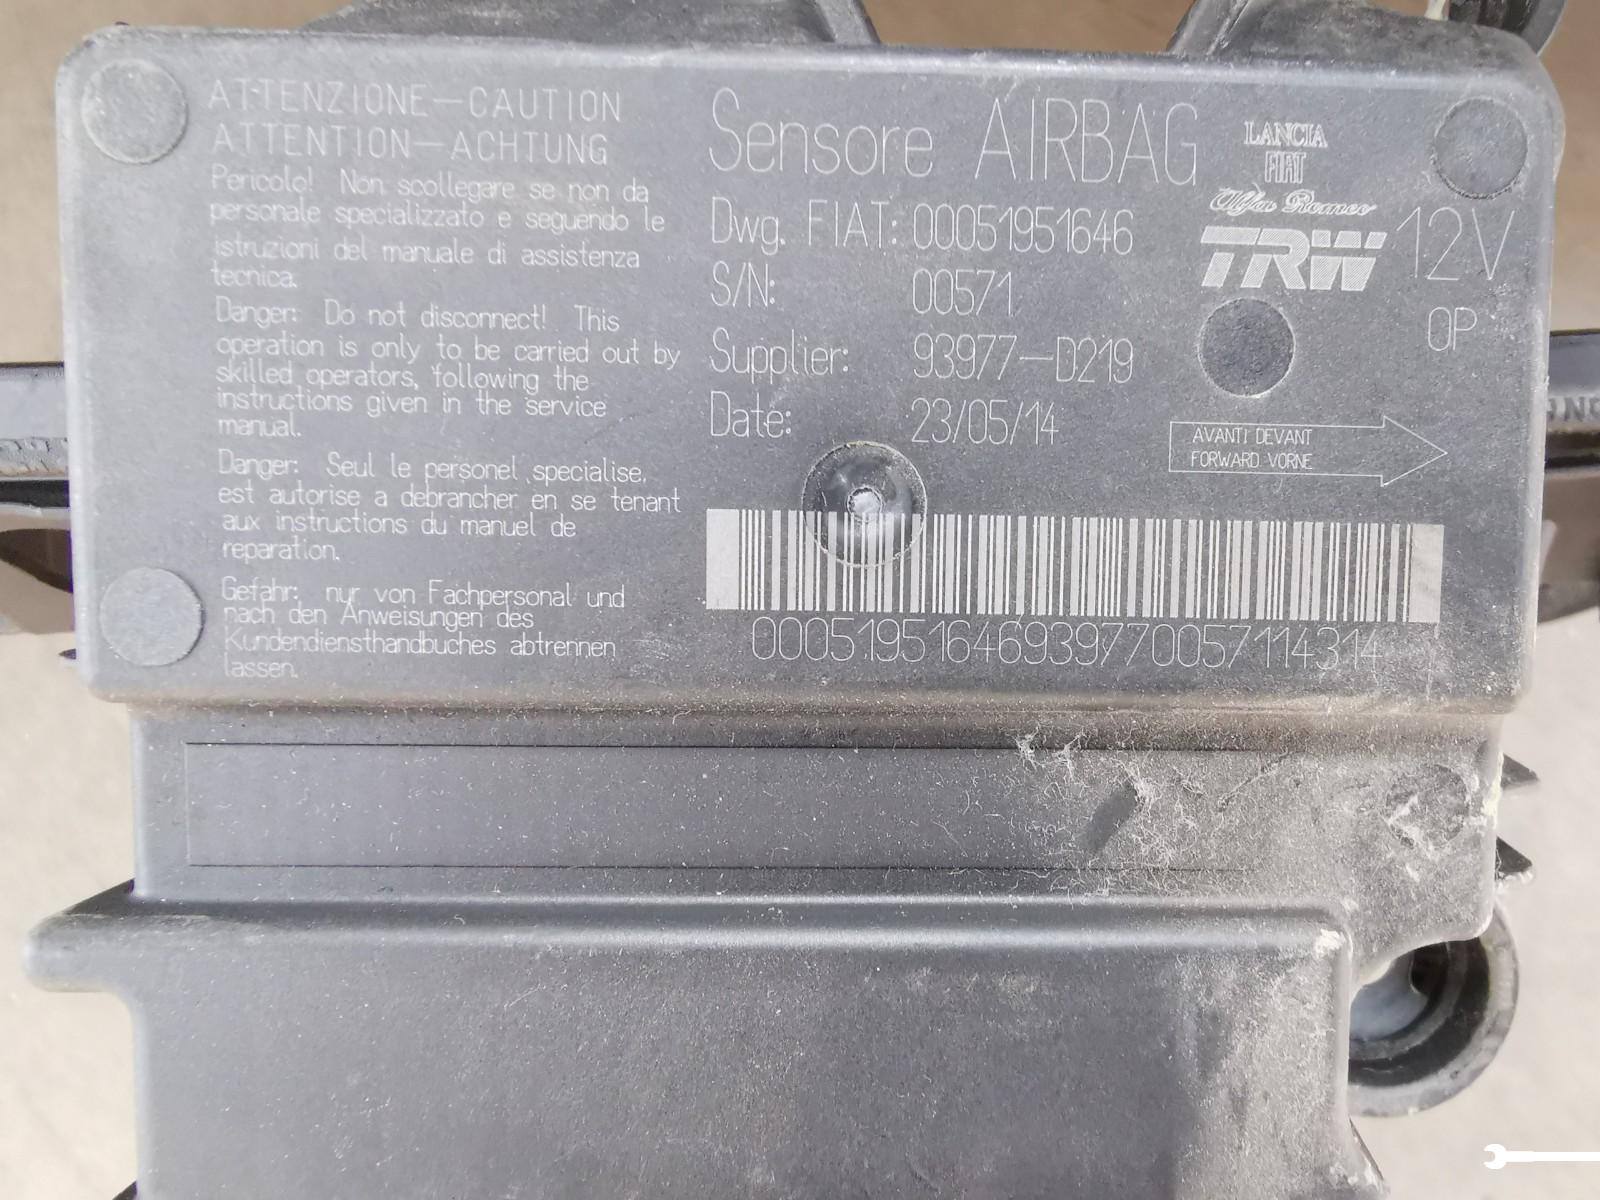 ATTENZIONE-CAUTION
ATTENTION-ACHTUNG
Pericolo! Non scollegare se non da
personale specializzato e seguendo le
istruzioni del manuale di assistenza
tecnica.
Danger: Do not disconnect! This
operation is only to be carried out by
skilled operators, following the
instructions given in the service
manual.
Danger: Seul le personel specialise,
est autorise a debrancher en se tenant
aux instructions du manuel de
reparation.
Gefahr: nur von Fachpersonal und
nach den Anweisungen des
Kundendiensthandbuches abtrennen
lassen.
Sensore AIRBAG
Dwg. FIAT: 00051951646
S/N: 00571
Supplier: 93977-D219
Date: 23/05/14
LANCIA
FIAT
Alfa Romeo
TRW
12V
0P
AVANTI DEVANT
FORWARD VORNE
00051951646939770057114314